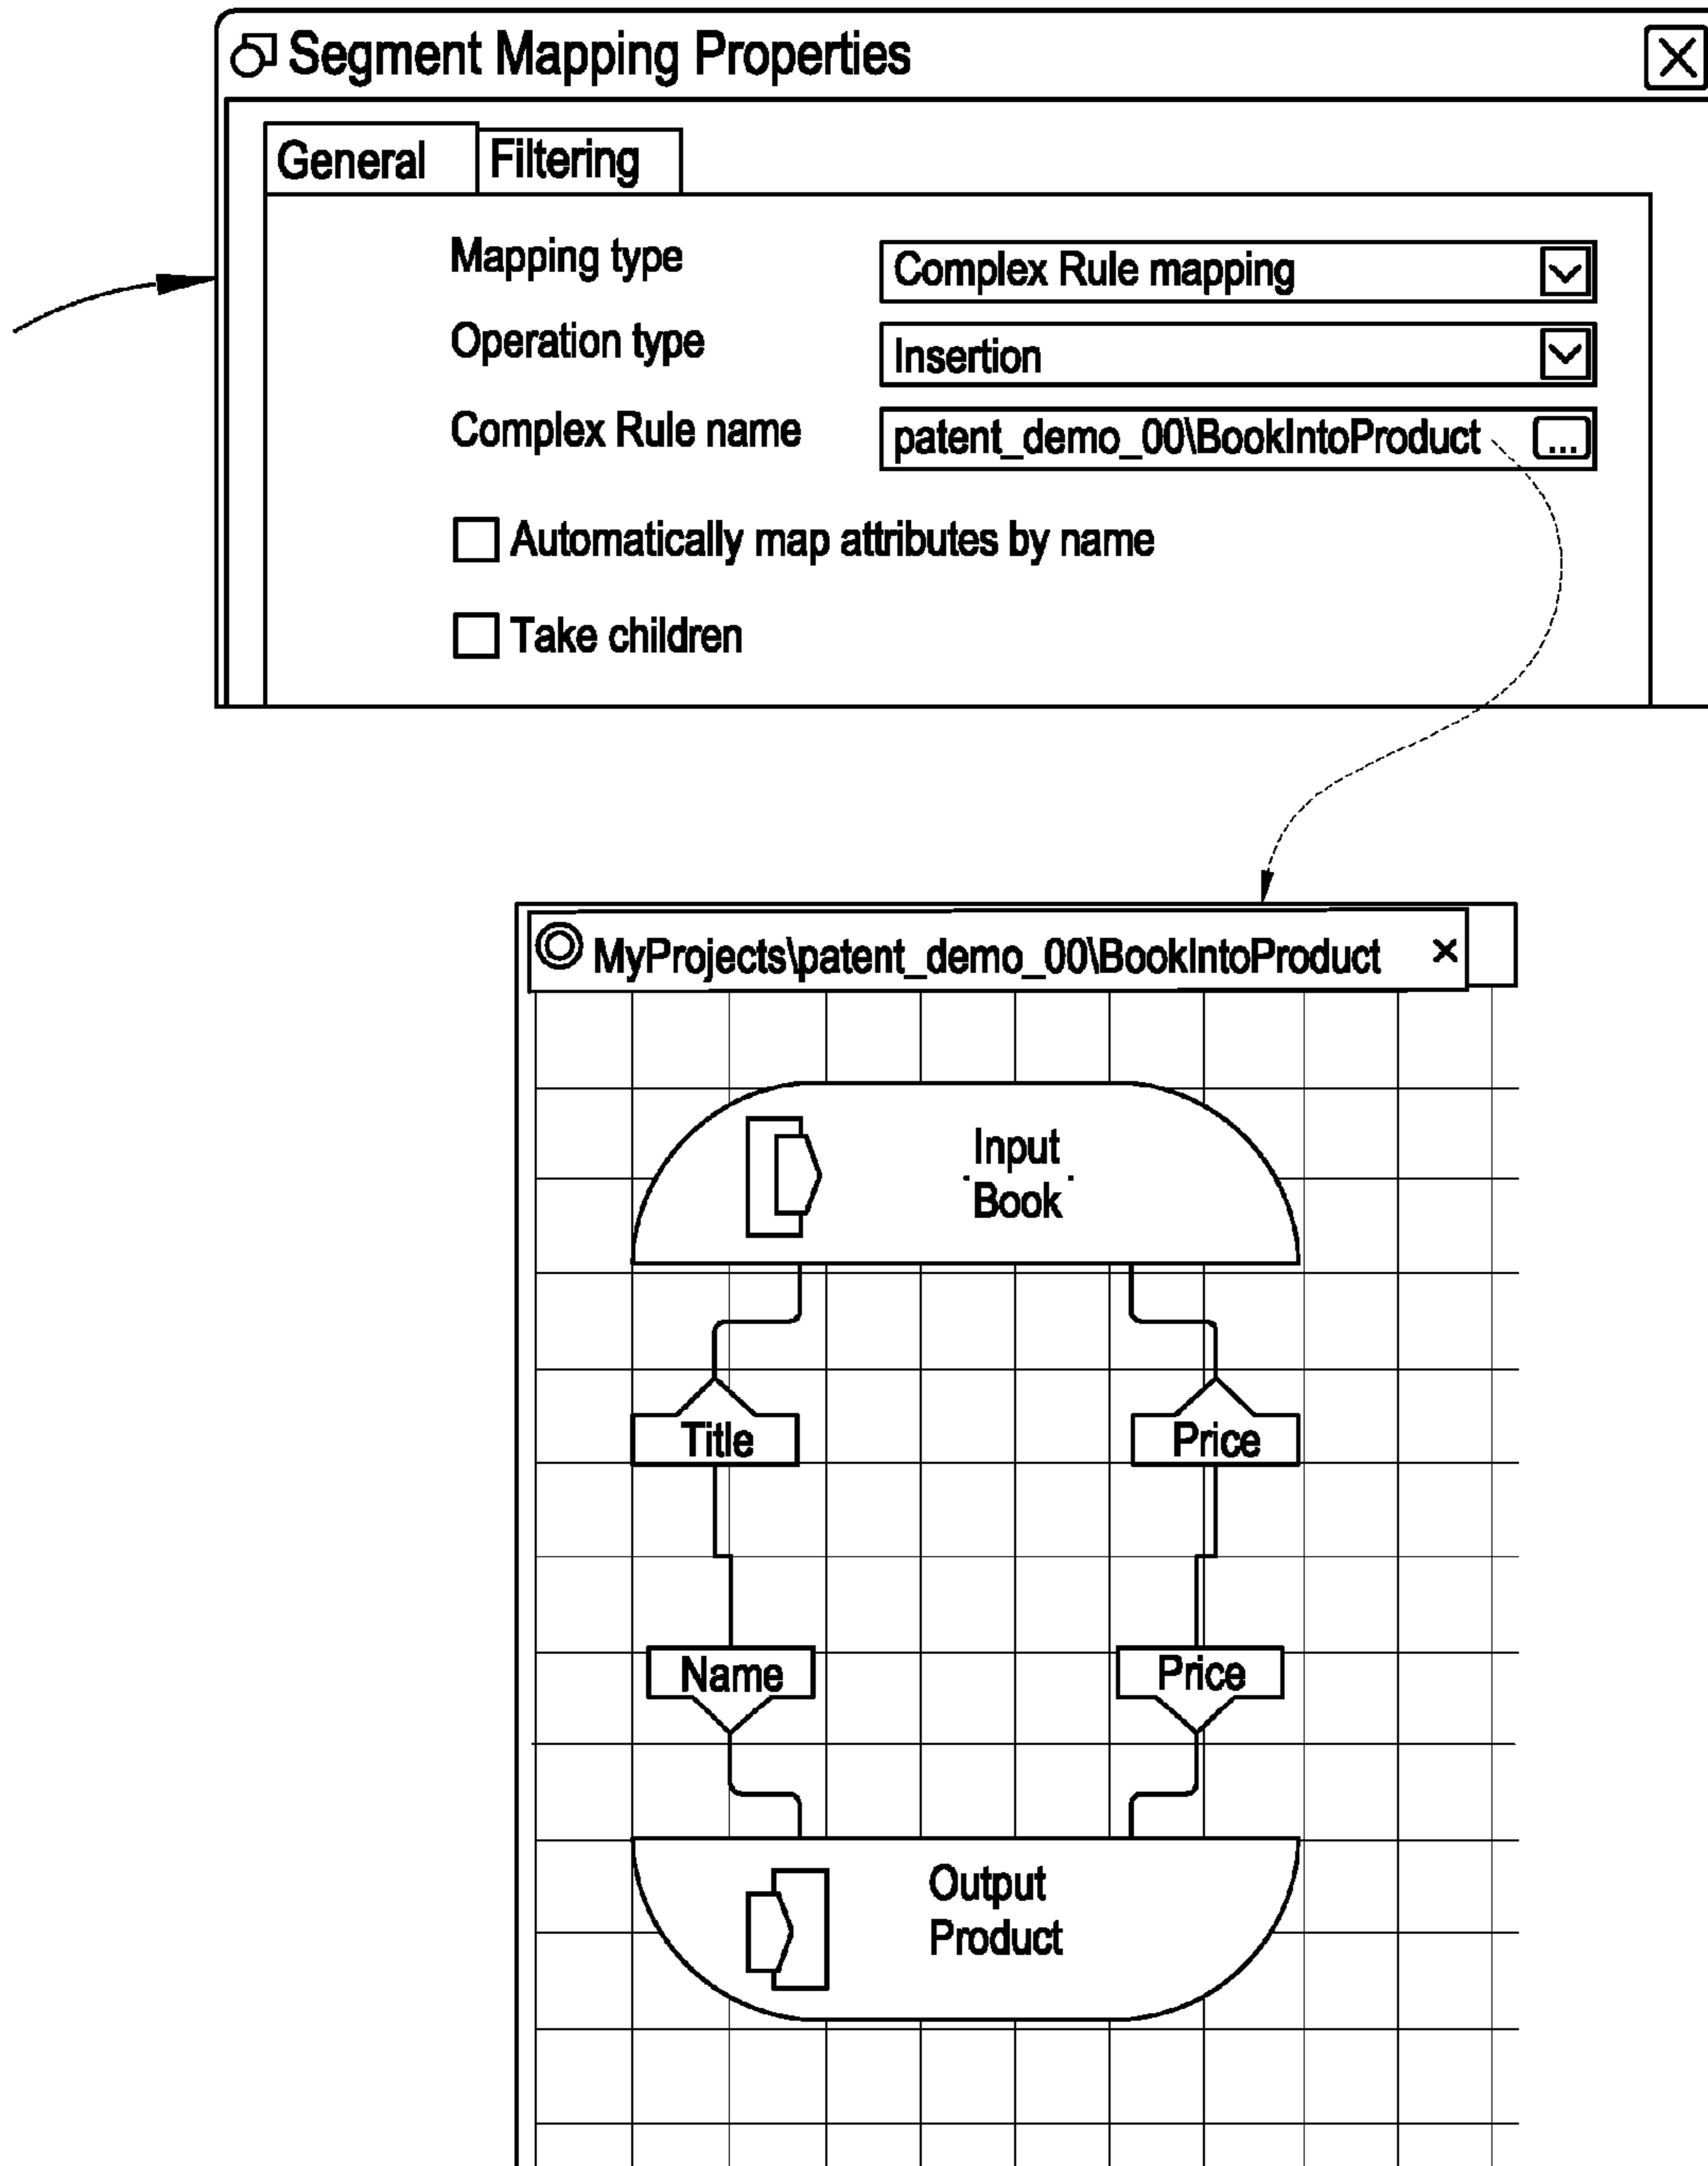 Segment Mapping Properties
General Filtering
Mapping type Complex Rule mapping
Operation type Insertion
Complex Rule name patent_demo_00\BookIntoProduct ...
Automatically map attributes by name
Take children
MyProjects\patent_demo_00\BookIntoProduct
Input
Book
Title Price
Name Price
Output
Product